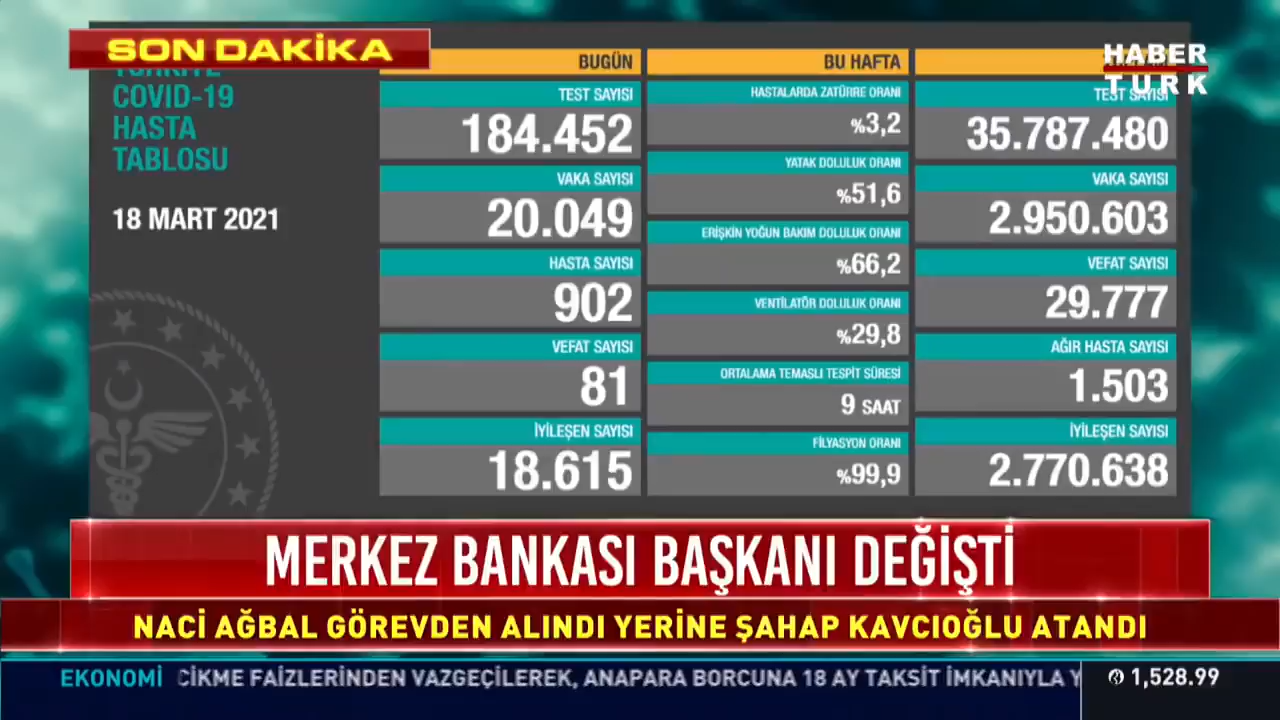 SON DAKİKA
HABER
TURK
TÜRKİYE
COVID-19
HASTA
TABLOSU
18 MART 2021
BUGÜN
TEST SAYISI
184.452
VAKA SAYISI
20.049
HASTA SAYISI
902
VEFAT SAYISI
81
İYİLEŞEN SAYISI
18.615
BU HAFTA
HASTALARDA ZATÜRRE ORANI
%3,2
YATAK DOLULUK ORANI
%51,6
ERİŞKİN YOĞUN BAKIM DOLULUK ORANI
%66,2
VENTİLATÖR DOLULUK ORANI
%29,8
ORTALAMA TEMASLI TESPİT SÜRESİ
9 SAAT
FİLYASYON ORANI
%99,9
TEST SAYISI
35.787.480
VAKA SAYISI
2.950.603
VEFAT SAYISI
29.777
AĞIR HASTA SAYISI
1.503
İYİLEŞEN SAYISI
2.770.638
MERKEZ BANKASI BAŞKANI DEĞİŞTİ
NACİ AĞBAL GÖREVDEN ALINDI YERİNE ŞAHAP KAVCIOĞLU ATANDI
EKONOMİ CİKME FAİZLERİNDEN VAZGEÇİLEREK, ANAPARA BORCUNA 18 AY TAKSİT İMKANIYLA Y
1,528.99